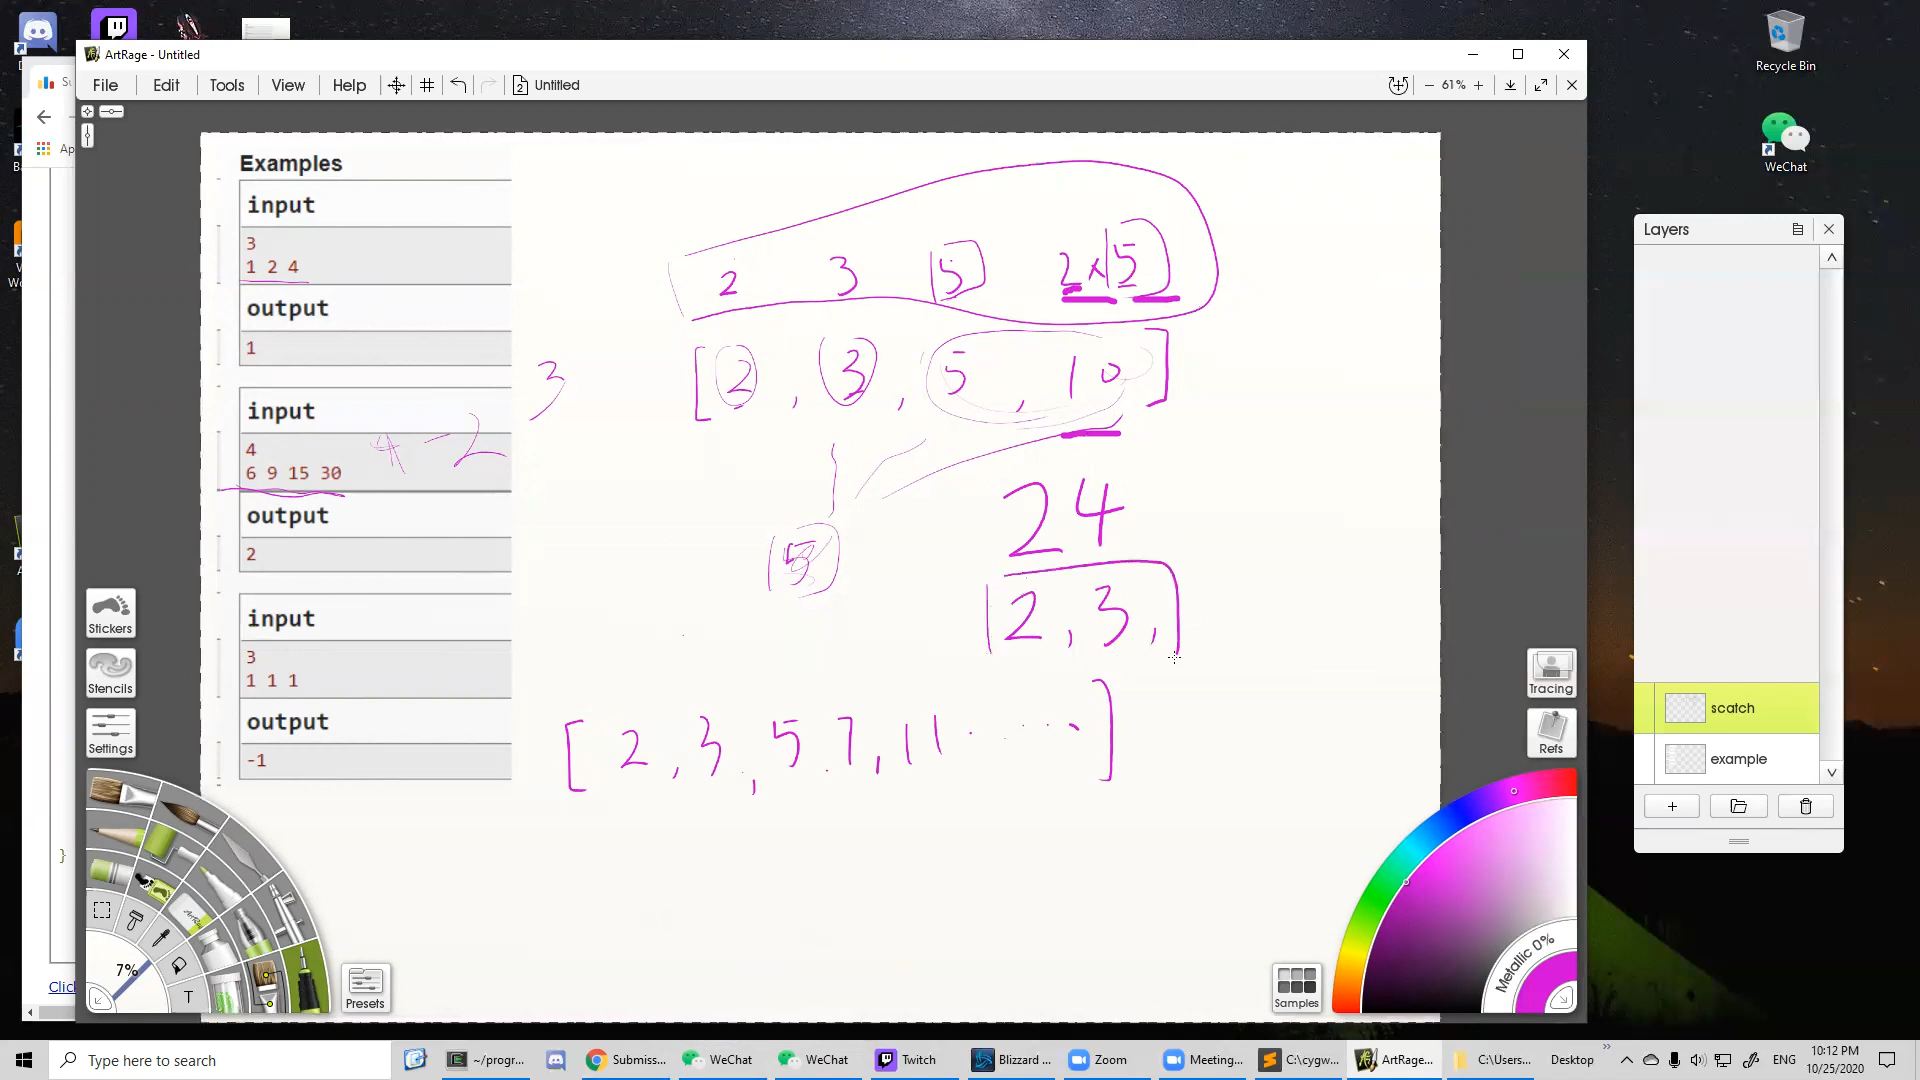 ArtRage - Untitled
Recycle Bin
File Edit Tools View Help Untitled
61%
WeChat
Examples
input
3
1 2 4
output
1
input
4
6 9 15 30
output
2
input
3
1 1 1
output
-1
4 - 2
3
2 3 5 2x5
[2, 3, 5, 10]
5
24
2, 3,
[2, 3, 5 7, 11 ......]
Layers
scatch
example
Stickers
Stencils
Settings
Tracing
Refs
7%
T
Presets
Samples
Metallic 0%
}
Clic
Type here to search
~/progr...
Submiss...
WeChat
WeChat
Twitch
Blizzard ...
Zoom
Meeting...
C:\cygw...
ArtRage...
C:\Users...
Desktop
ENG
10:12 PM
10/25/2020